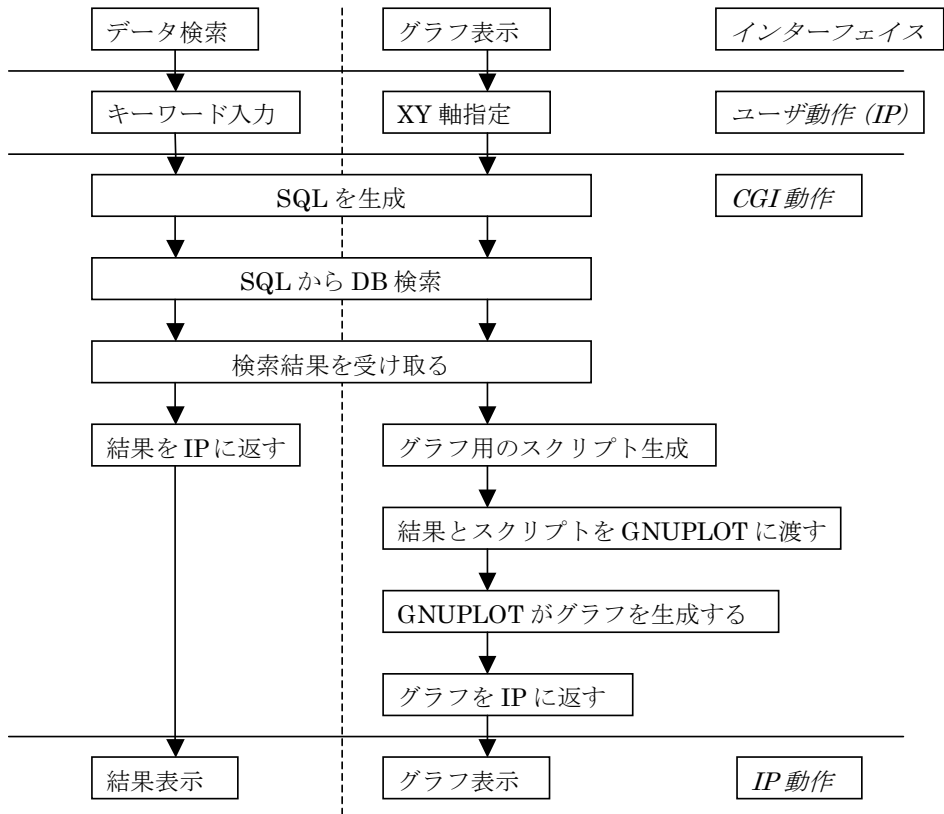 データ検索
グラフ表示
インターフェイス
キーワード入力
XY 軸指定
ユーザ動作 (IP)
SQL を生成
CGI 動作
SQL から DB 検索
検索結果を受け取る
結果を IP に返す
グラフ用のスクリプト生成
結果とスクリプトを GNUPLOT に渡す
GNUPLOT がグラフを生成する
グラフを IP に返す
結果表示
グラフ表示
IP 動作